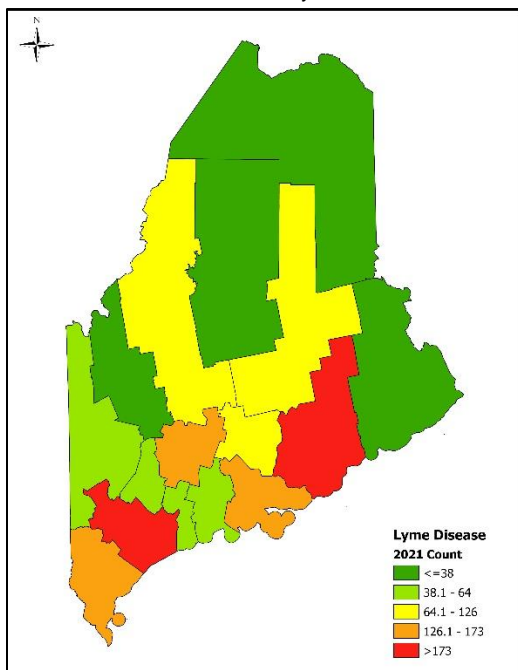 N
Lyme Disease
2021 Count
<=38
38.1 - 64
64.1 - 126
126.1 - 173
>173